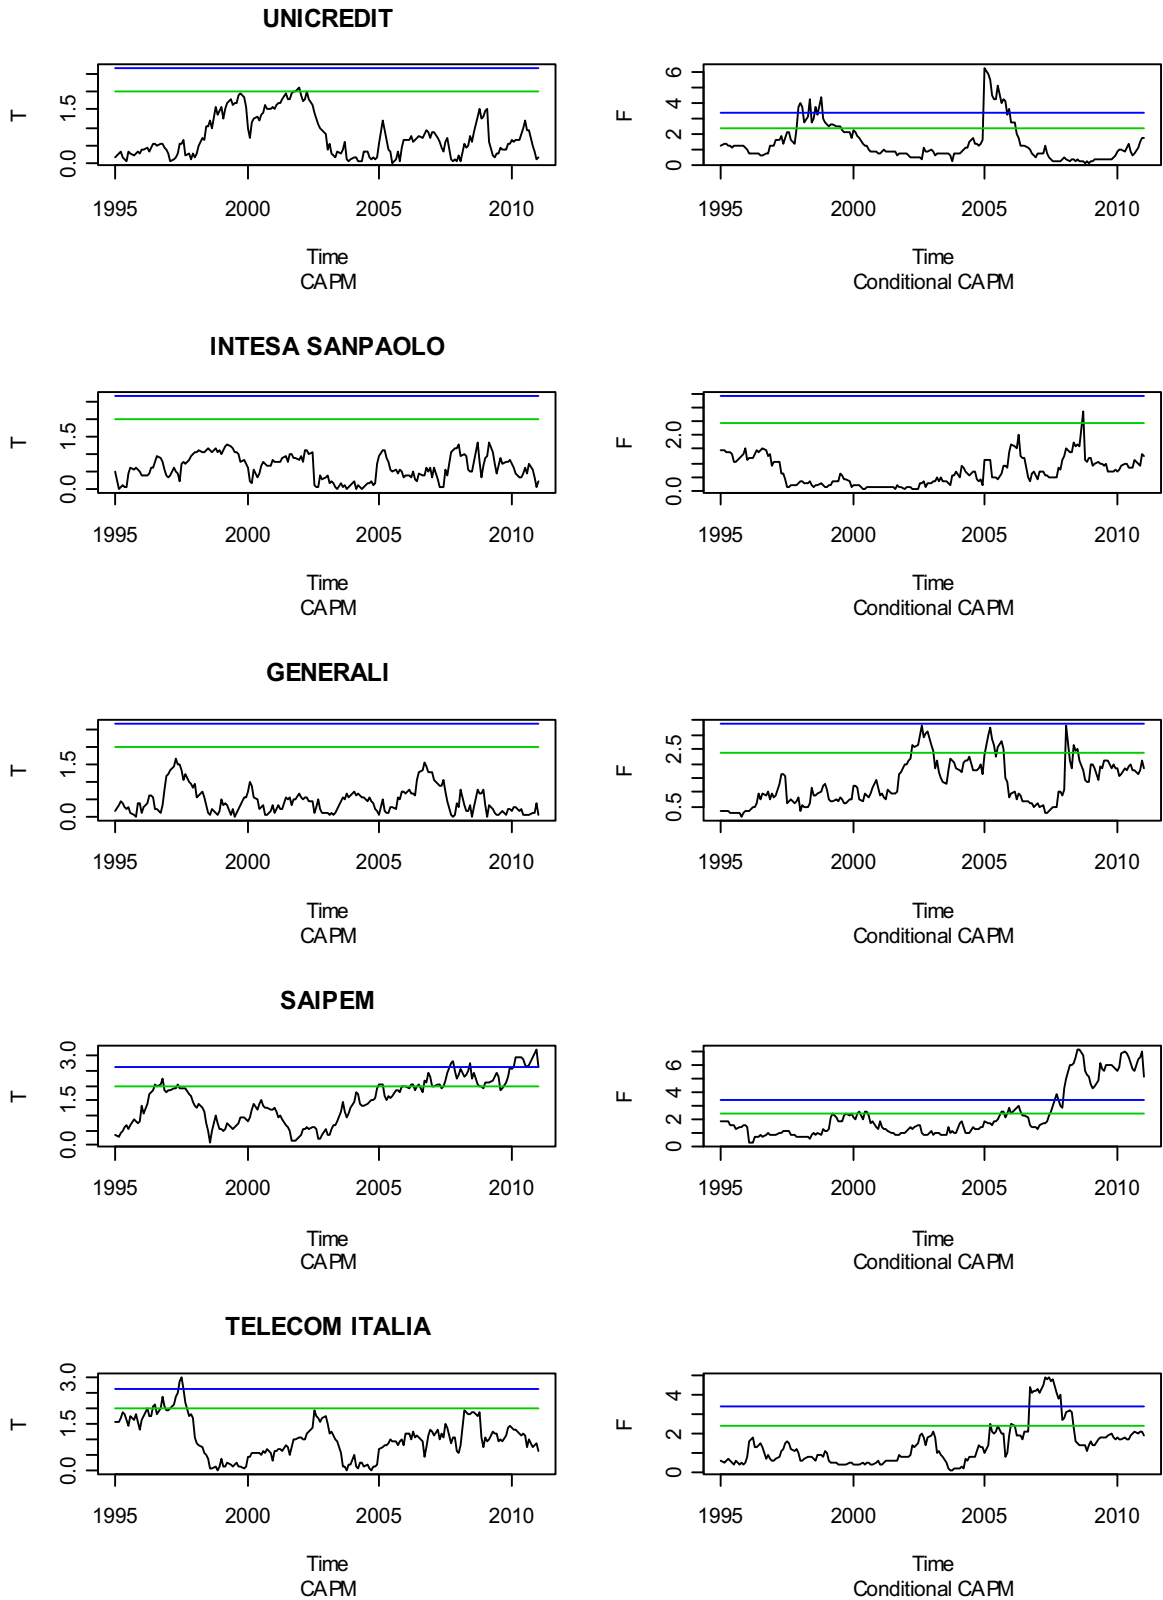 UNICREDIT
T
0.0 1.5
1995 2000 2005 2010
Time
CAPM
F
0 2 4 6
1995 2000 2005 2010
Time
Conditional CAPM
INTESA SANPAOLO
T
0.0 1.5
1995 2000 2005 2010
Time
CAPM
F
0.0 2.0
1995 2000 2005 2010
Time
Conditional CAPM
GENERALI
T
0.0 1.5
1995 2000 2005 2010
Time
CAPM
F
0.5 2.5
1995 2000 2005 2010
Time
Conditional CAPM
SAIPEM
T
0.0 1.5 3.0
1995 2000 2005 2010
Time
CAPM
F
0 2 4 6
1995 2000 2005 2010
Time
Conditional CAPM
TELECOM ITALIA
T
0.0 1.5 3.0
1995 2000 2005 2010
Time
CAPM
F
0 2 4
1995 2000 2005 2010
Time
Conditional CAPM